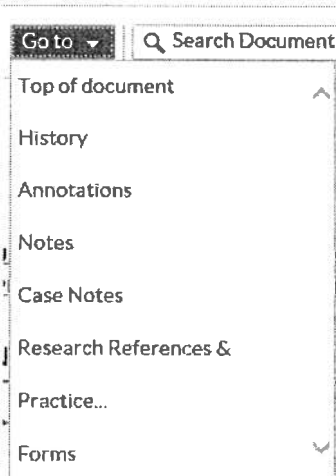 Go to
Search Document
Top of document
History
Annotations
Notes
Case Notes
Research References &
Practice...
Forms